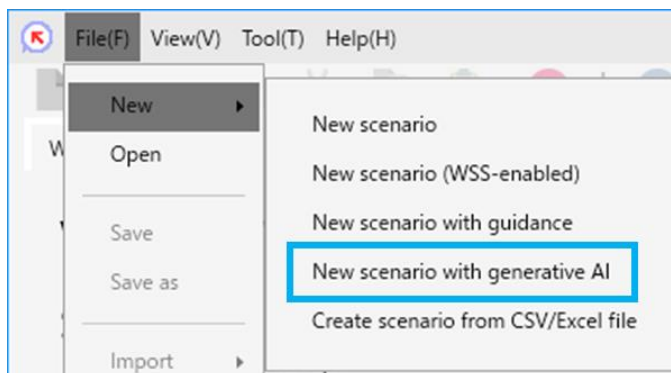 File(F) View(V) Tool(T) Help(H)
New
Open
Save
Save as
Import
New scenario
New scenario (WSS-enabled)
New scenario with guidance
New scenario with generative AI
Create scenario from CSV/Excel file